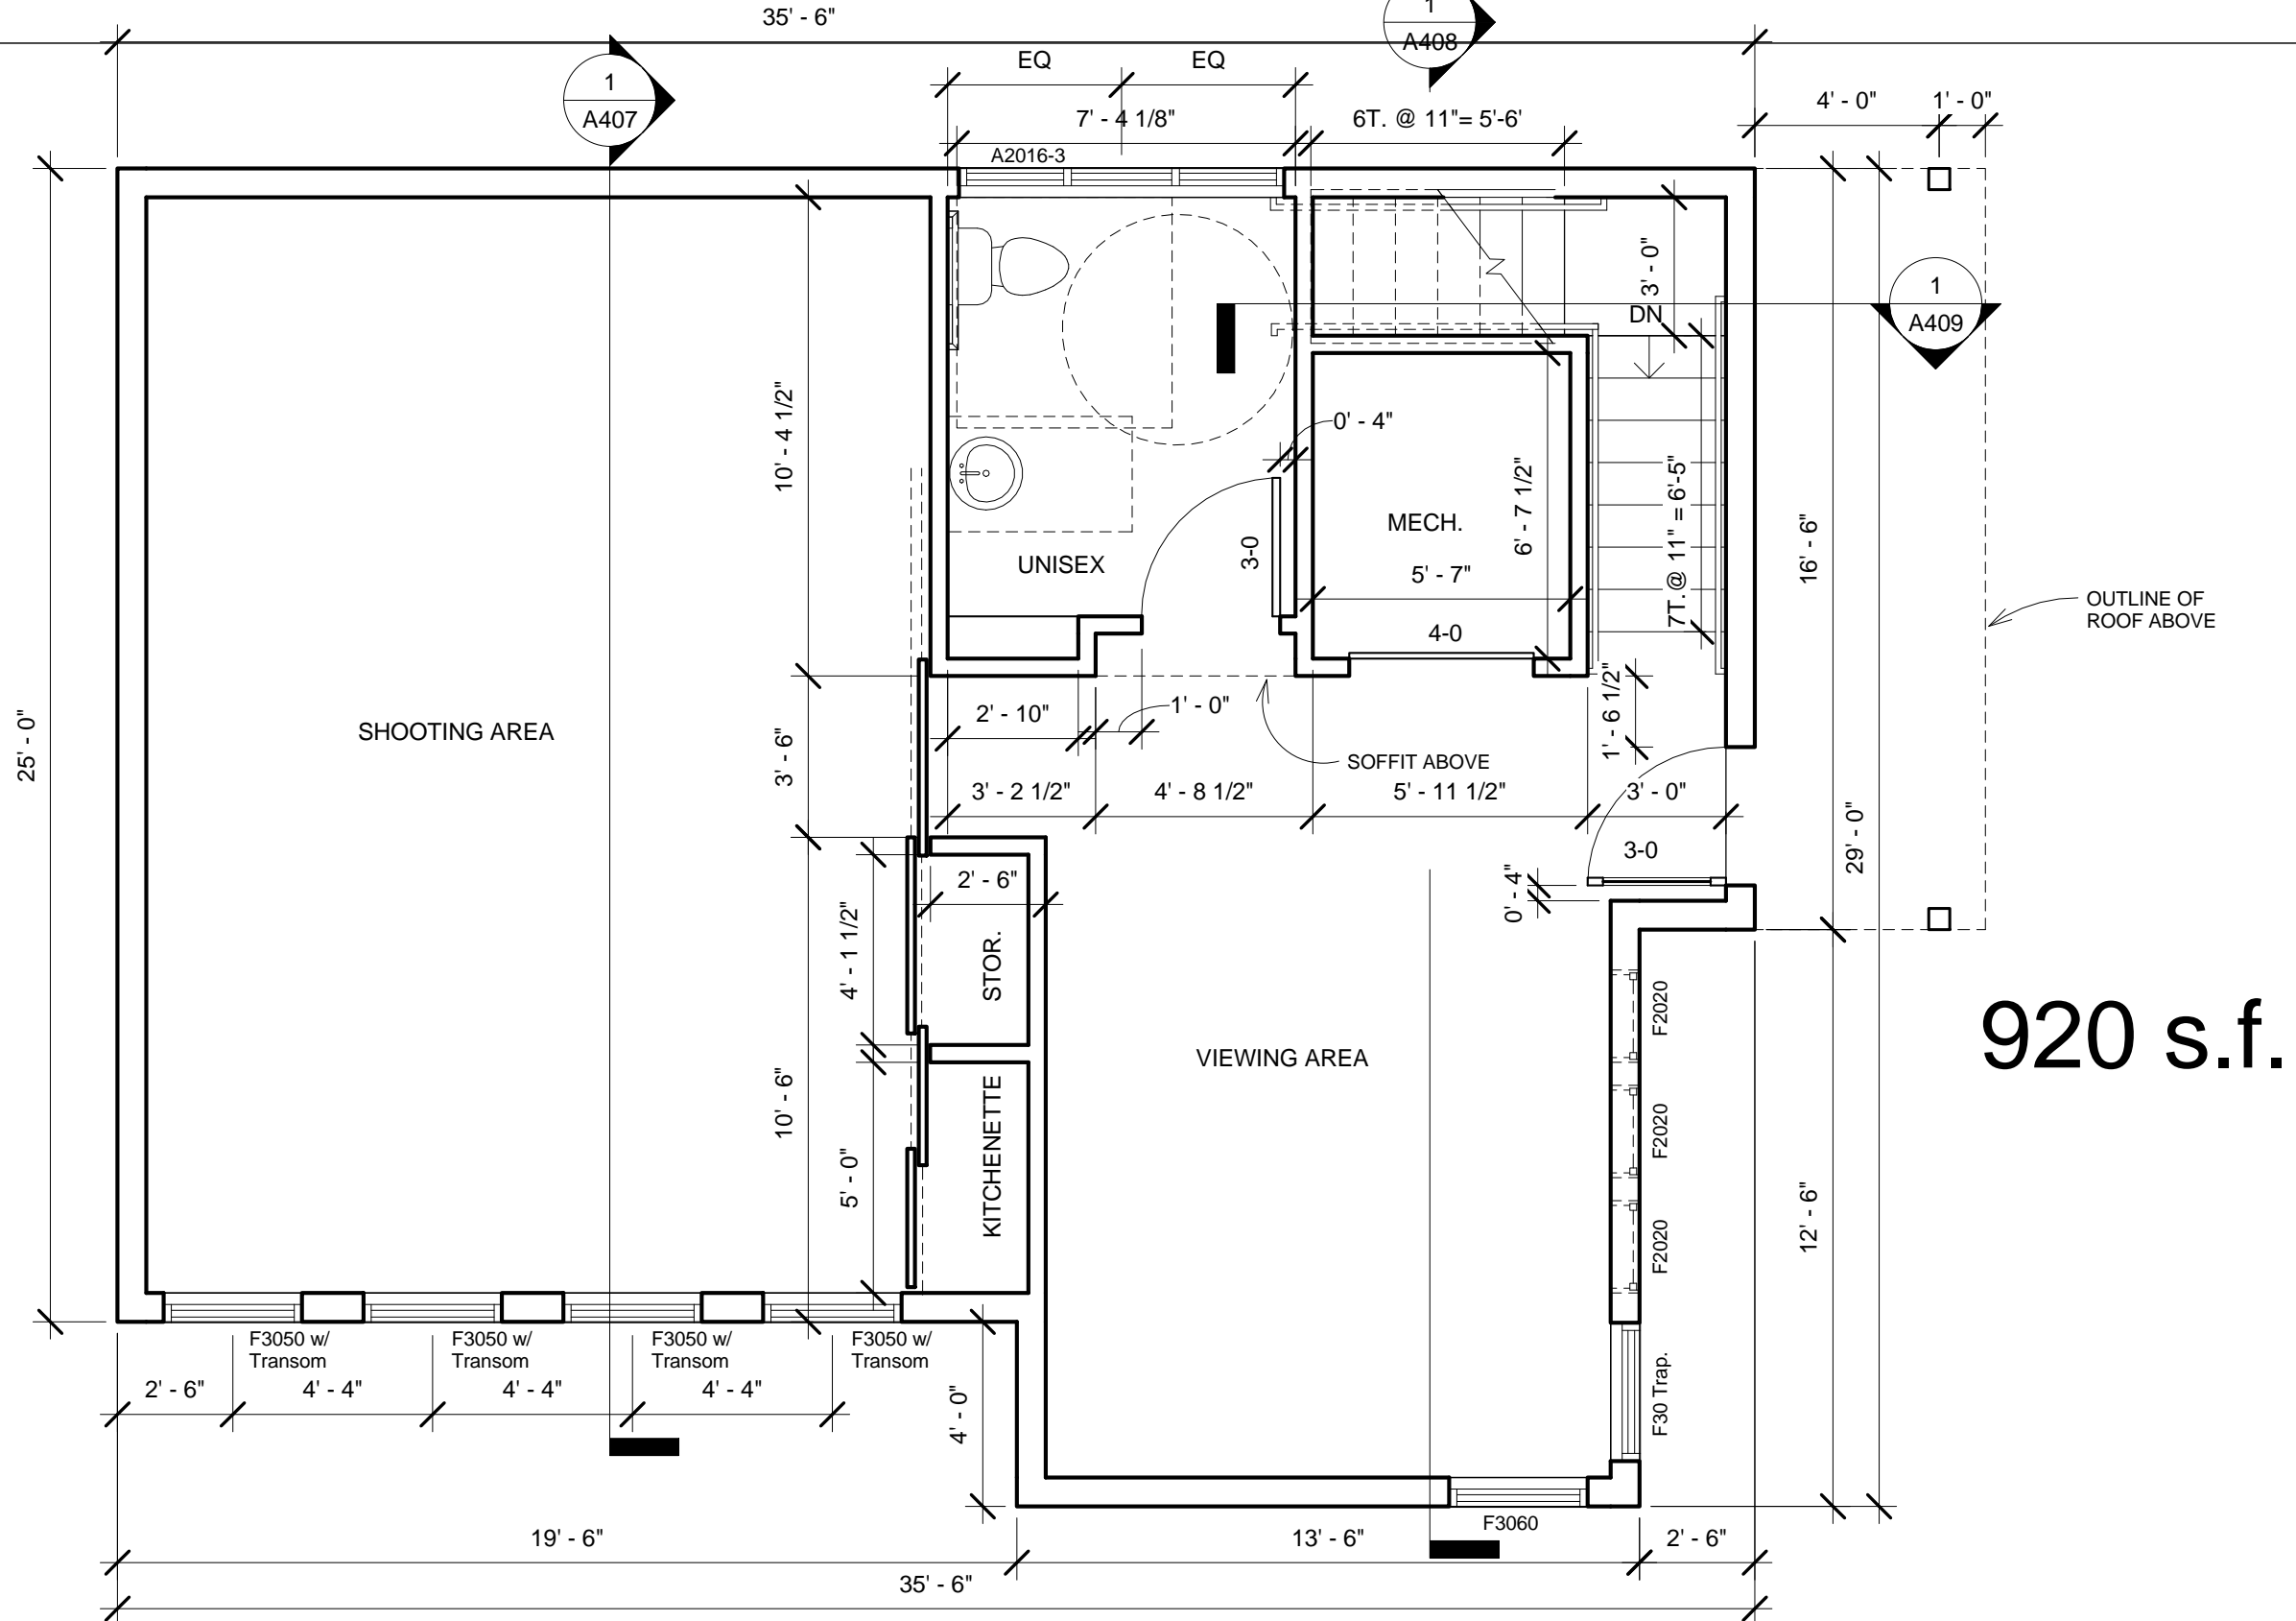 35' - 6"
1
A408
EQ
EQ
1
A407
4' - 0"
1' - 0"
7' - 4 1/8"
6T. @ 11"= 5'-6'
A2016-3
3' - 0"
DN
1
A409
10' - 4 1/2"
0' - 4"
MECH.
6' - 7 1/2"
7T.@ 11" = 6'-5"
16' - 6"
UNISEX
3-0
5' - 7"
4-0
OUTLINE OF
ROOF ABOVE
25' - 0"
SHOOTING AREA
3' - 6"
2' - 10"
1' - 0"
SOFFIT ABOVE
1' - 6 1/2"
3' - 2 1/2"
4' - 8 1/2"
5' - 11 1/2"
3' - 0"
29' - 0"
3-0
0' - 4"
2' - 6"
4' - 1 1/2"
STOR.
F2020
920 s.f.
VIEWING AREA
10' - 6"
KITCHENETTE
5' - 0"
F2020
F2020
12' - 6"
F3050 w/
Transom
F3050 w/
Transom
F3050 w/
Transom
F3050 w/
Transom
2' - 6"
4' - 4"
4' - 4"
4' - 4"
4' - 0"
F30 Trap.
F3060
19' - 6"
13' - 6"
2' - 6"
35' - 6"